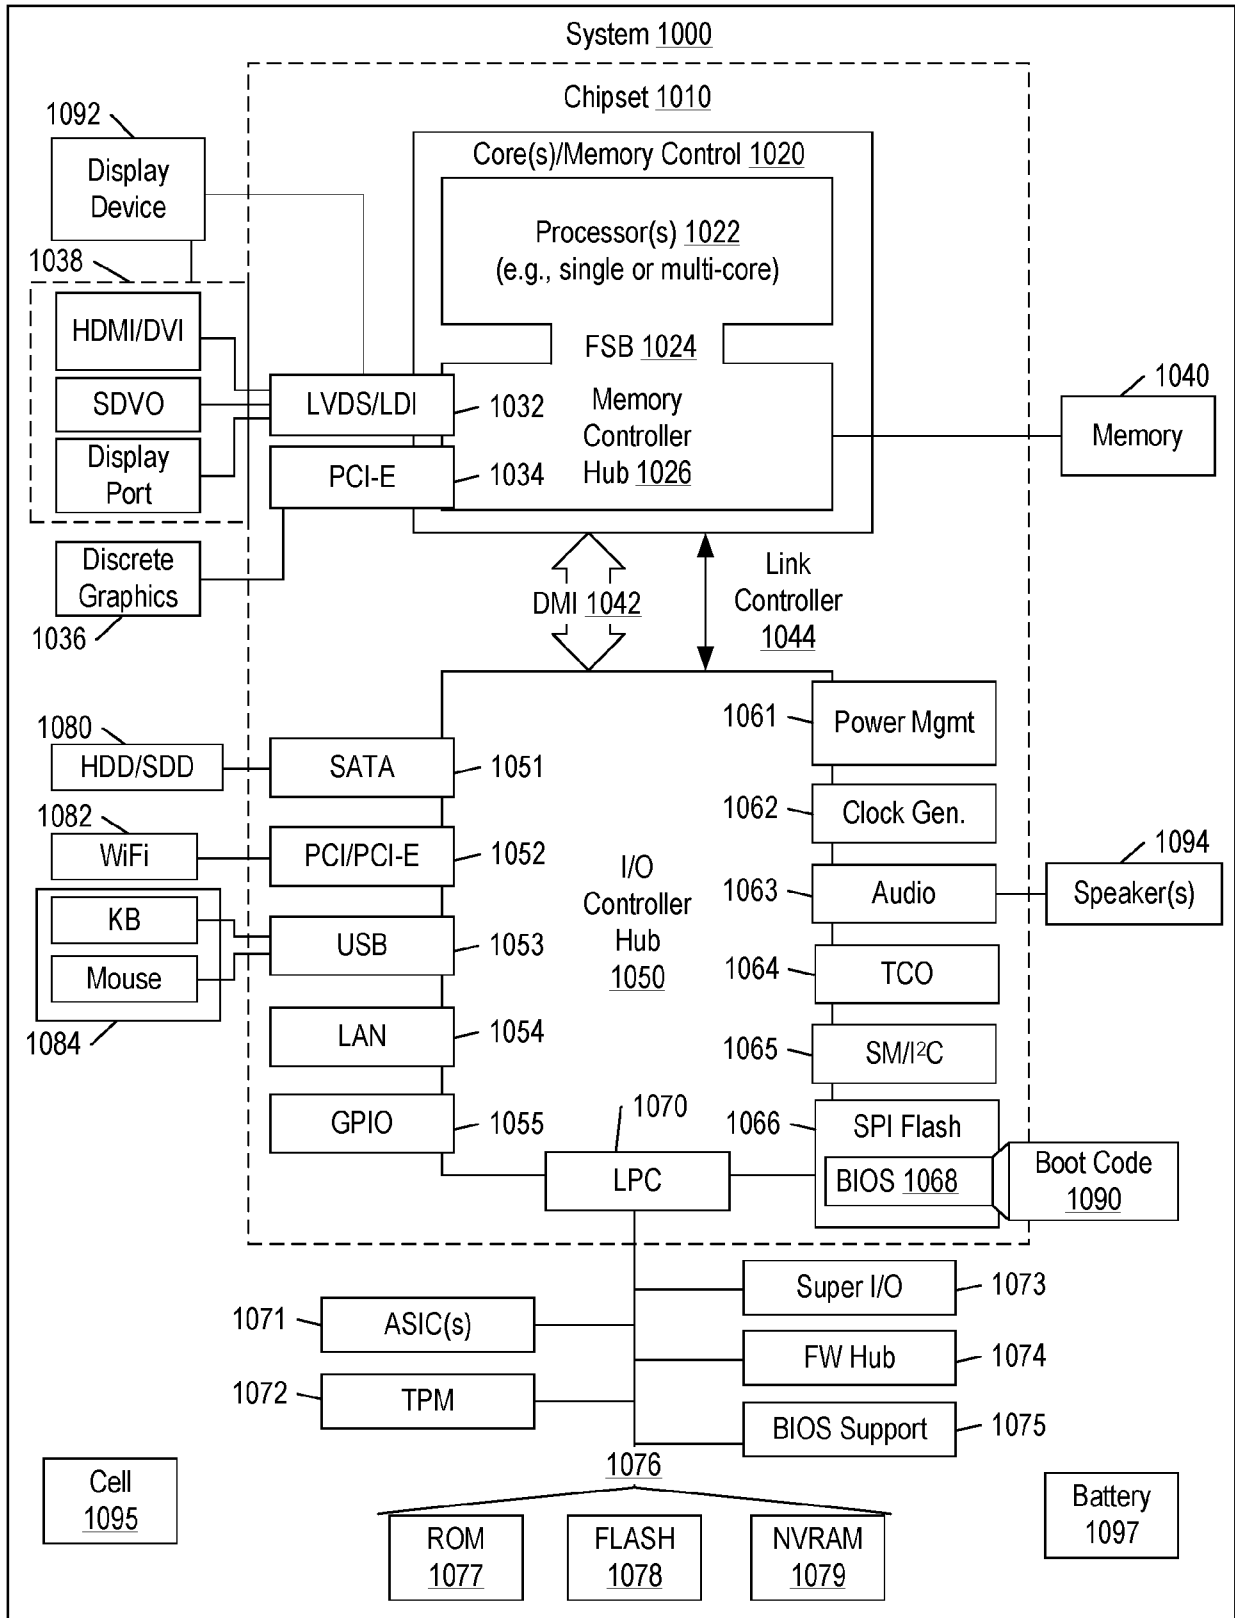 System 1000
Chipset 1010
1092
Display
Device
Core(s)/Memory Control 1020
Processor(s) 1022
(e.g., single or multi-core)
1038
HDMI/DVI
SDVO
Display
Port
FSB 1024
LVDS/LDI
1032
Memory
Controller
Hub 1026
PCI-E
1034
1040
Memory
Discrete
Graphics
1036
DMI 1042
Link
Controller
1044
1080
HDD/SDD
SATA
1051
1082
WiFi
PCI/PCI-E
1052
KB
Mouse
1084
USB
1053
LAN
1054
GPIO
1055
I/O
Controller
Hub
1050
1061
Power Mgmt
1062
Clock Gen.
1063
Audio
1094
Speaker(s)
1064
TCO
1065
SM/I²C
1066
SPI Flash
BIOS 1068
Boot Code
1090
1070
LPC
1071
ASIC(s)
1072
TPM
Super I/O
1073
FW Hub
1074
BIOS Support
1075
1076
Cell
1095
ROM
1077
FLASH
1078
NVRAM
1079
Battery
1097